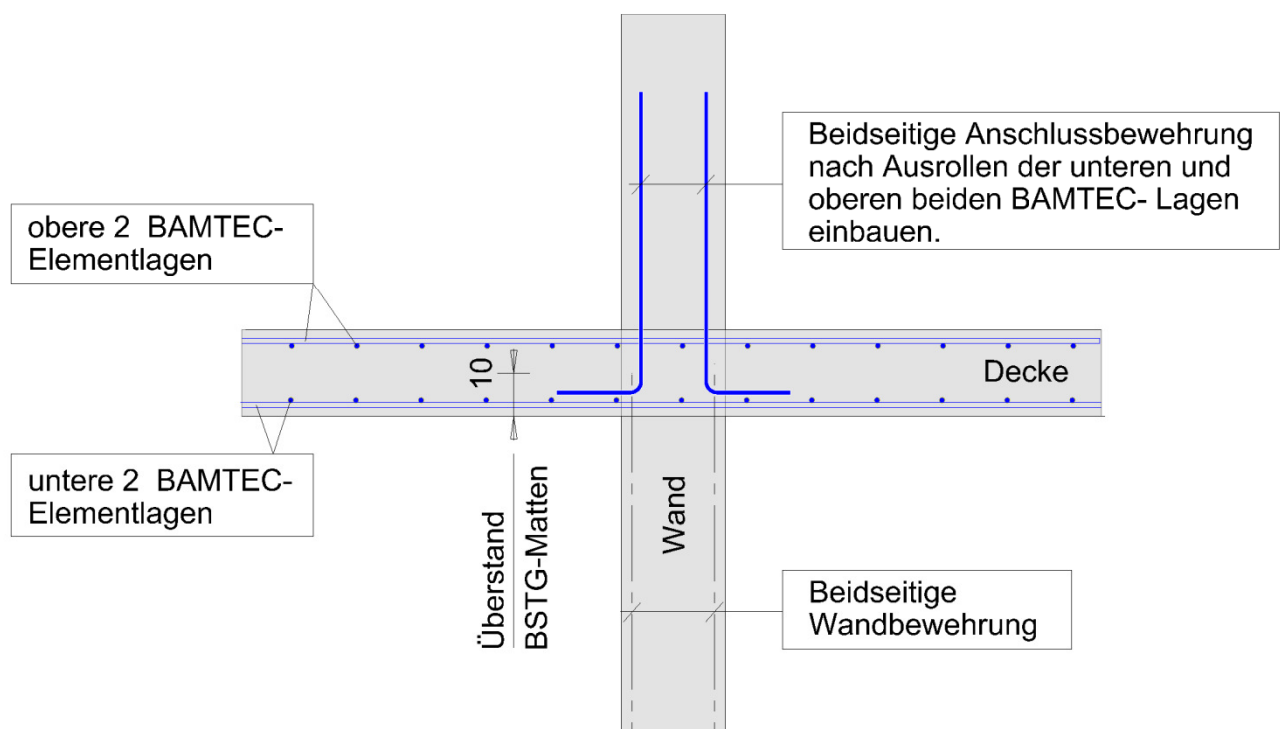 Beidseitige Anschlussbewehrung
nach Ausrollen der unteren und
oberen beiden BAMTEC- Lagen
einbauen.
obere 2 BAMTEC-
Elementlagen
10
Decke
untere 2 BAMTEC-
Elementlagen
Überstand
BSTG-Matten
Wand
Beidseitige
Wandbewehrung